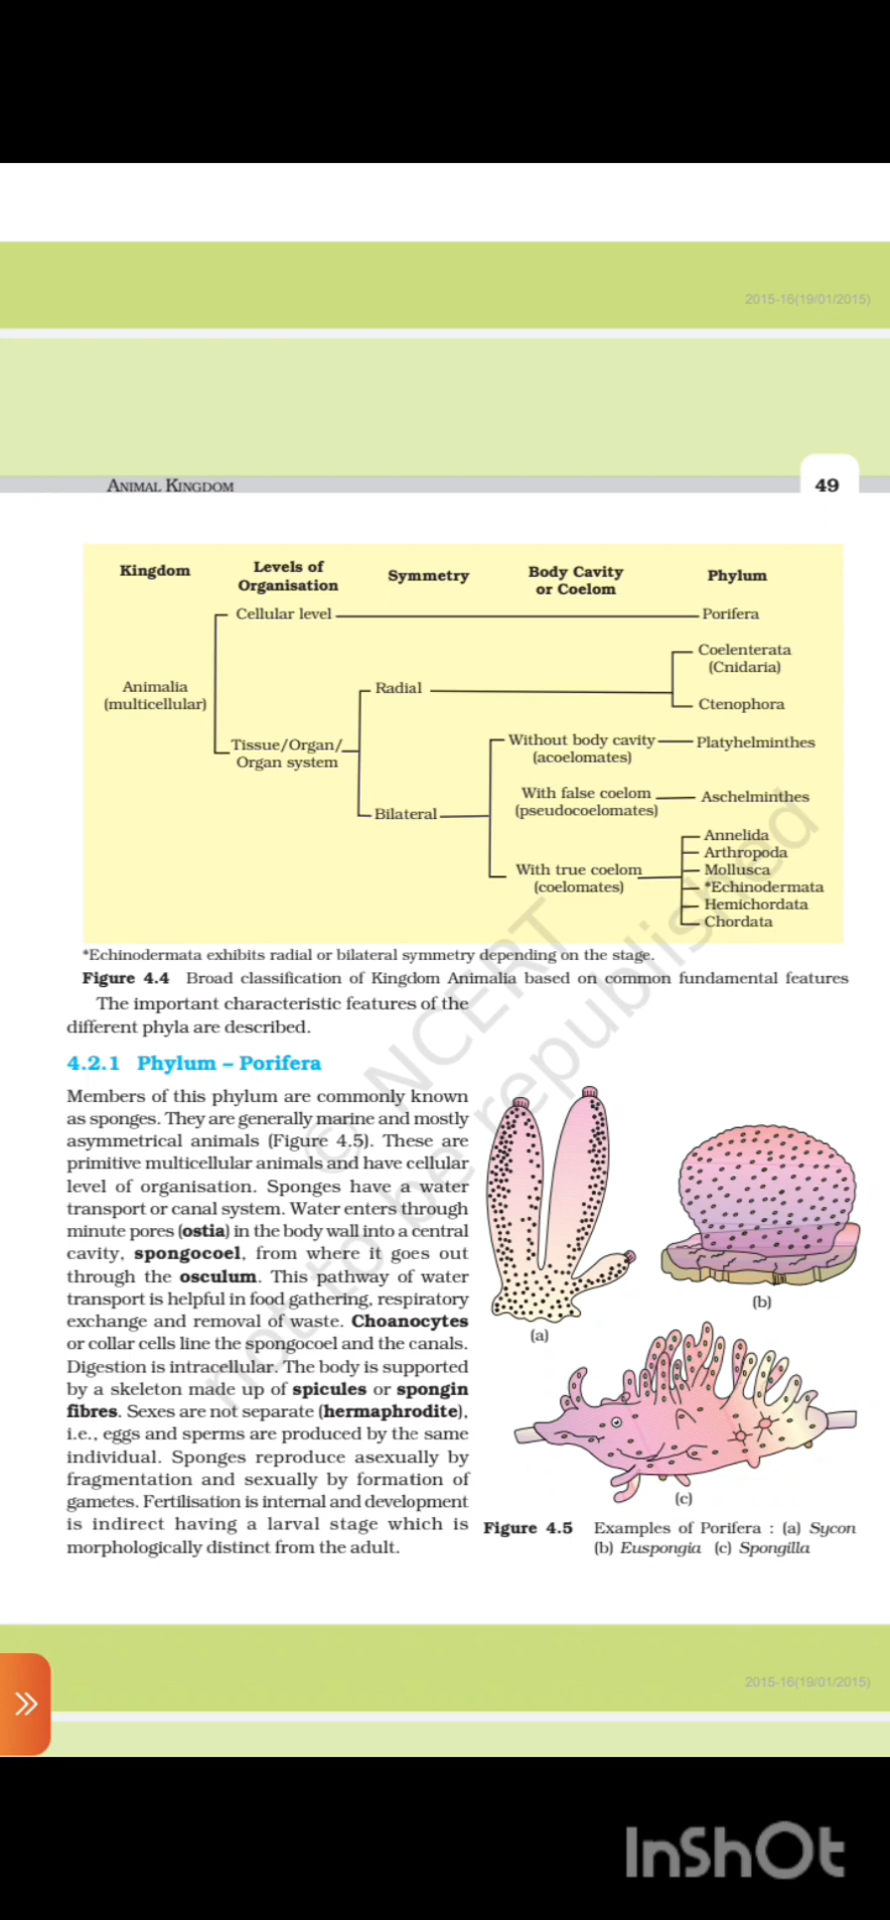 2015-16(19/01/2015)
ANIMAL KINGDOM
49
Kingdom
Levels of
Organisation
Symmetry
Body Cavity
or Coelom
Phylum
Cellular level
Porifera
Coelenterata
(Cnidaria)
Animalia
(multicellular)
Radial
Ctenophora
Tissue/Organ/
Organ system
Without body cavity
(acoelomates)
Platyhelminthes
With false coelom
(pseudocoelomates)
Aschelminthes
Bilateral
With true coelom
(coelomates)
Annelida
Arthropoda
Mollusca
*Echinodermata
Hemichordata
Chordata
*Echinodermata exhibits radial or bilateral symmetry depending on the stage.
Figure 4.4 Broad classification of Kingdom Animalia based on common fundamental features
The important characteristic features of the
different phyla are described.
4.2.1 Phylum – Porifera
Members of this phylum are commonly known
as sponges. They are generally marine and mostly
asymmetrical animals (Figure 4.5). These are
primitive multicellular animals and have cellular
level of organisation. Sponges have a water
transport or canal system. Water enters through
minute pores (ostia) in the body wall into a central
cavity, spongocoel, from where it goes out
through the osculum. This pathway of water
transport is helpful in food gathering, respiratory
exchange and removal of waste. Choanocytes
or collar cells line the spongocoel and the canals.
Digestion is intracellular. The body is supported
by a skeleton made up of spicules or spongin
fibres. Sexes are not separate (hermaphrodite),
i.e., eggs and sperms are produced by the same
individual. Sponges reproduce asexually by
fragmentation and sexually by formation of
gametes. Fertilisation is internal and development
is indirect having a larval stage which is
morphologically distinct from the adult.
(a)
(b)
(c)
Figure 4.5 Examples of Porifera : (a) Sycon
(b) Euspongia (c) Spongilla
© NCERT
not to be republished
2015-16(19/01/2015)
InShOt